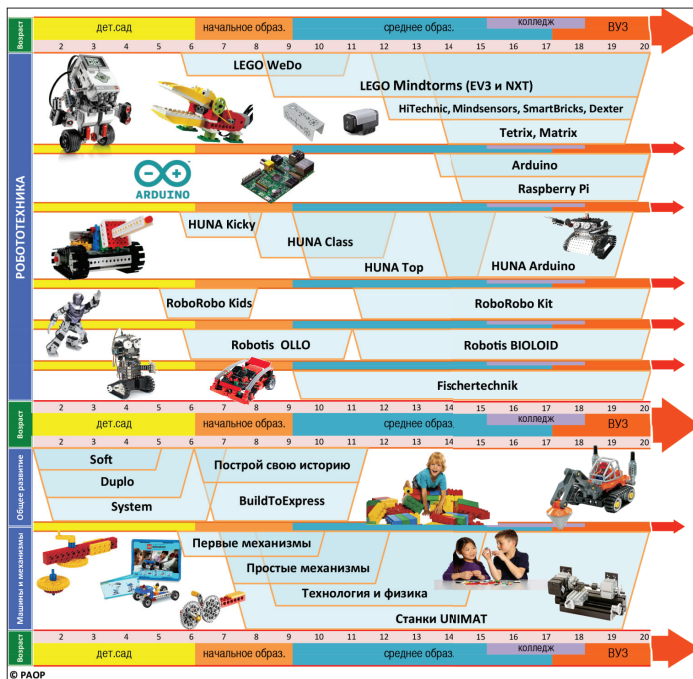 Возраст
дет.сад
начальное образ.
среднее образ.
колледж
ВУЗ
2 3 4 5 6 7 8 9 10 11 12 13 14 15 16 17 18 19 20
РОБОТОТЕХНИКА
LEGO WeDo
LEGO Mindtorms (EV3 и NXT)
HiTechnic, Mindsensors, SmartBricks, Dexter
Tetrix, Matrix
ARDUINO
Arduino
Raspberry Pi
HUNA Kicky
HUNA Class
HUNA Top
HUNA Arduino
RoboRobo Kids
RoboRobo Kit
Robotis OLLO
Robotis BIOLOID
Fischertechnik
Возраст
2 3 4 5 6 7 8 9 10 11 12 13 14 15 16 17 18 19 20
дет.сад
начальное образ.
среднее образ.
колледж
ВУЗ
2 3 4 5 6 7 8 9 10 11 12 13 14 15 16 17 18 19 20
Общее развитие
Soft
Duplo
System
Построй свою историю
BuildToExpress
Машины и механизмы
Первые механизмы
Простые механизмы
Технология и физика
Станки UNIMAT
Возраст
2 3 4 5 6 7 8 9 10 11 12 13 14 15 16 17 18 19 20
дет.сад
начальное образ.
среднее образ.
колледж
ВУЗ
© РАОР